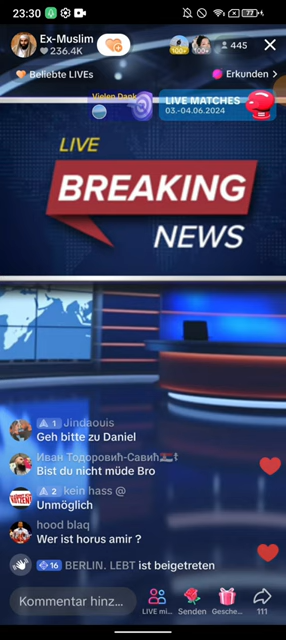 23:30
77
Ex-Muslim
236.4K
100+
100+
445
Beliebte LIVEs
Erkunden >
Vielen Dank
LIVE MATCHES
03.-04.06.2024
LIVE
BREAKING
NEWS
1 Jindaouis
Geh bitte zu Daniel
Иван Тодоровић-Савић
Bist du nicht müde Bro
2 kein hass @
Unmöglich
hood blaq
Wer ist horus amir ?
16 BERLIN. LEBT ist beigetreten
Kommentar hinz...
LIVE mi...
Senden
Gesche...
111